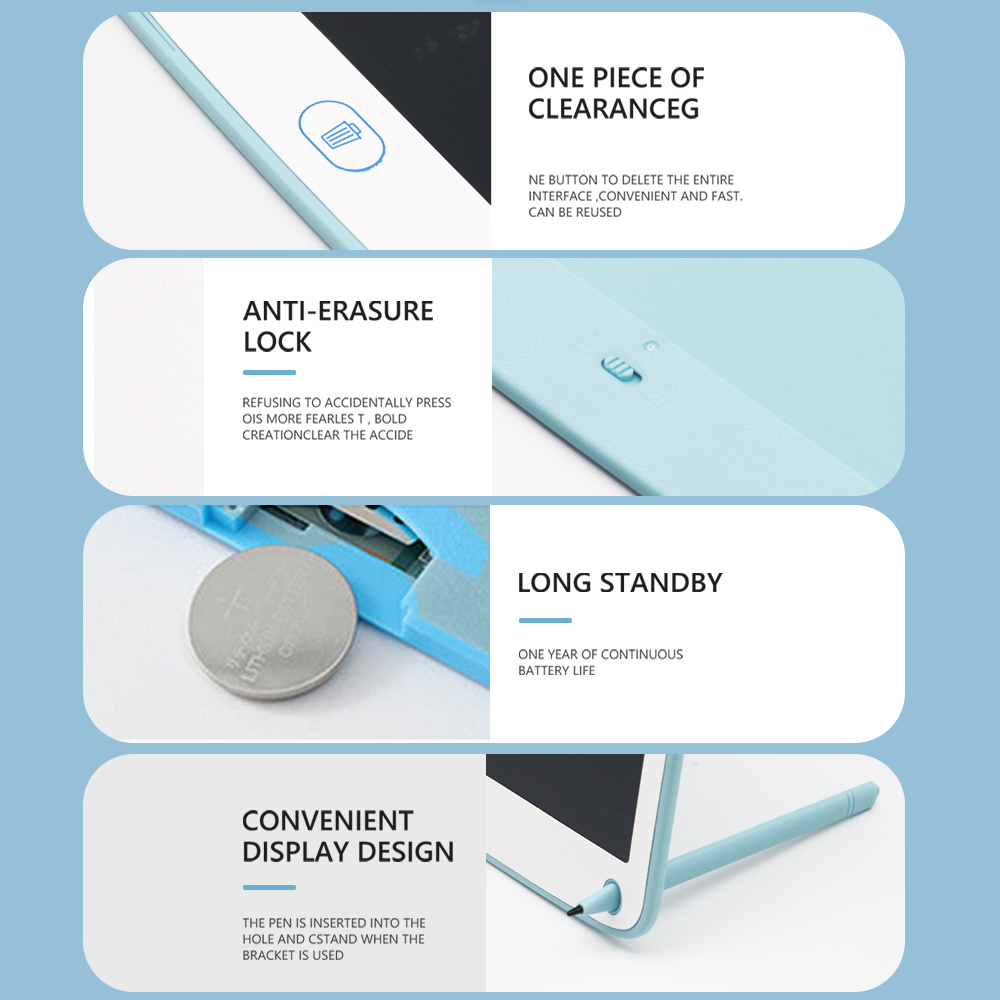 ONE PIECE OF
CLEARANCEG
NE BUTTON TO DELETE THE ENTIRE
INTERFACE ,CONVENIENT AND FAST.
CAN BE REUSED
ANTI-ERASURE
LOCK
REFUSING TO ACCIDENTALLY PRESS
OIS MORE FEARLES T , BOLD
CREATIONCLEAR THE ACCIDE
LONG STANDBY
ONE YEAR OF CONTINUOUS
BATTERY LIFE
CONVENIENT
DISPLAY DESIGN
THE PEN IS INSERTED INTO THE
HOLE AND CSTAND WHEN THE
BRACKET IS USED